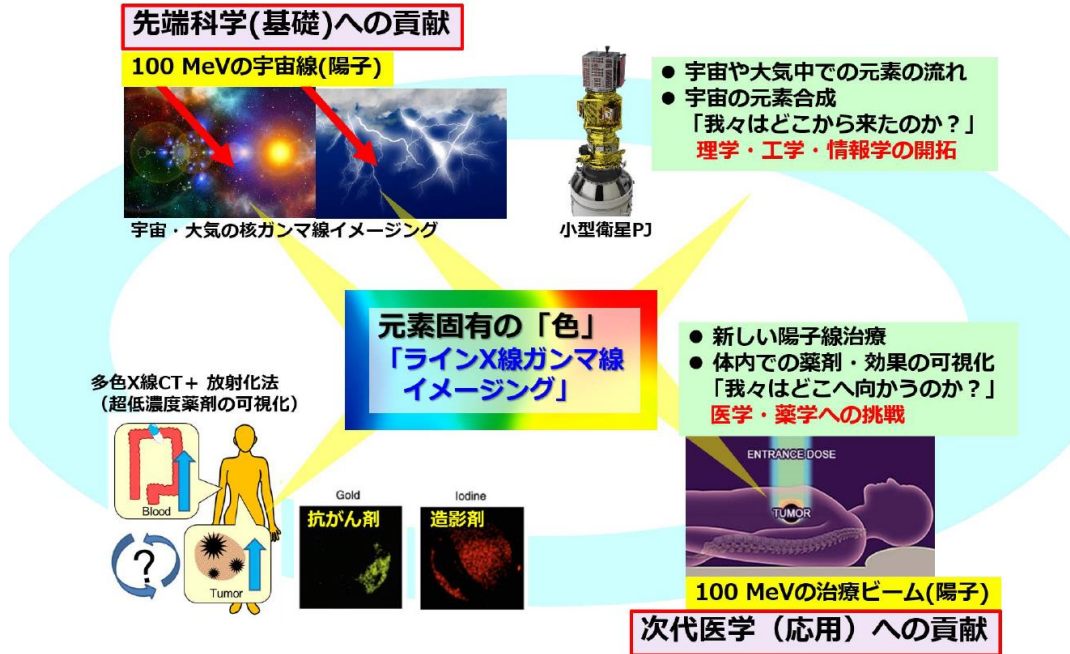 先端科学(基礎)への貢献
100 MeVの宇宙線(陽子)
宇宙・大気の核ガンマ線イメージング
小型衛星PJ
● 宇宙や大気中での元素の流れ
● 宇宙の元素合成
「我々はどこから来たのか？」
理学・工学・情報学の開拓
元素固有の「色」
「ラインX線ガンマ線
イメージング」
● 新しい陽子線治療
● 体内での薬剤・効果の可視化
「我々はどこへ向かうのか？」
医学・薬学への挑戦
多色X線CT＋ 放射化法
（超低濃度薬剤の可視化）
Blood
?
Tumor
Gold
抗がん剤
Iodine
造影剤
ENTRANCE DOSE
TUMOR
100 MeVの治療ビーム(陽子)
次代医学（応用）への貢献